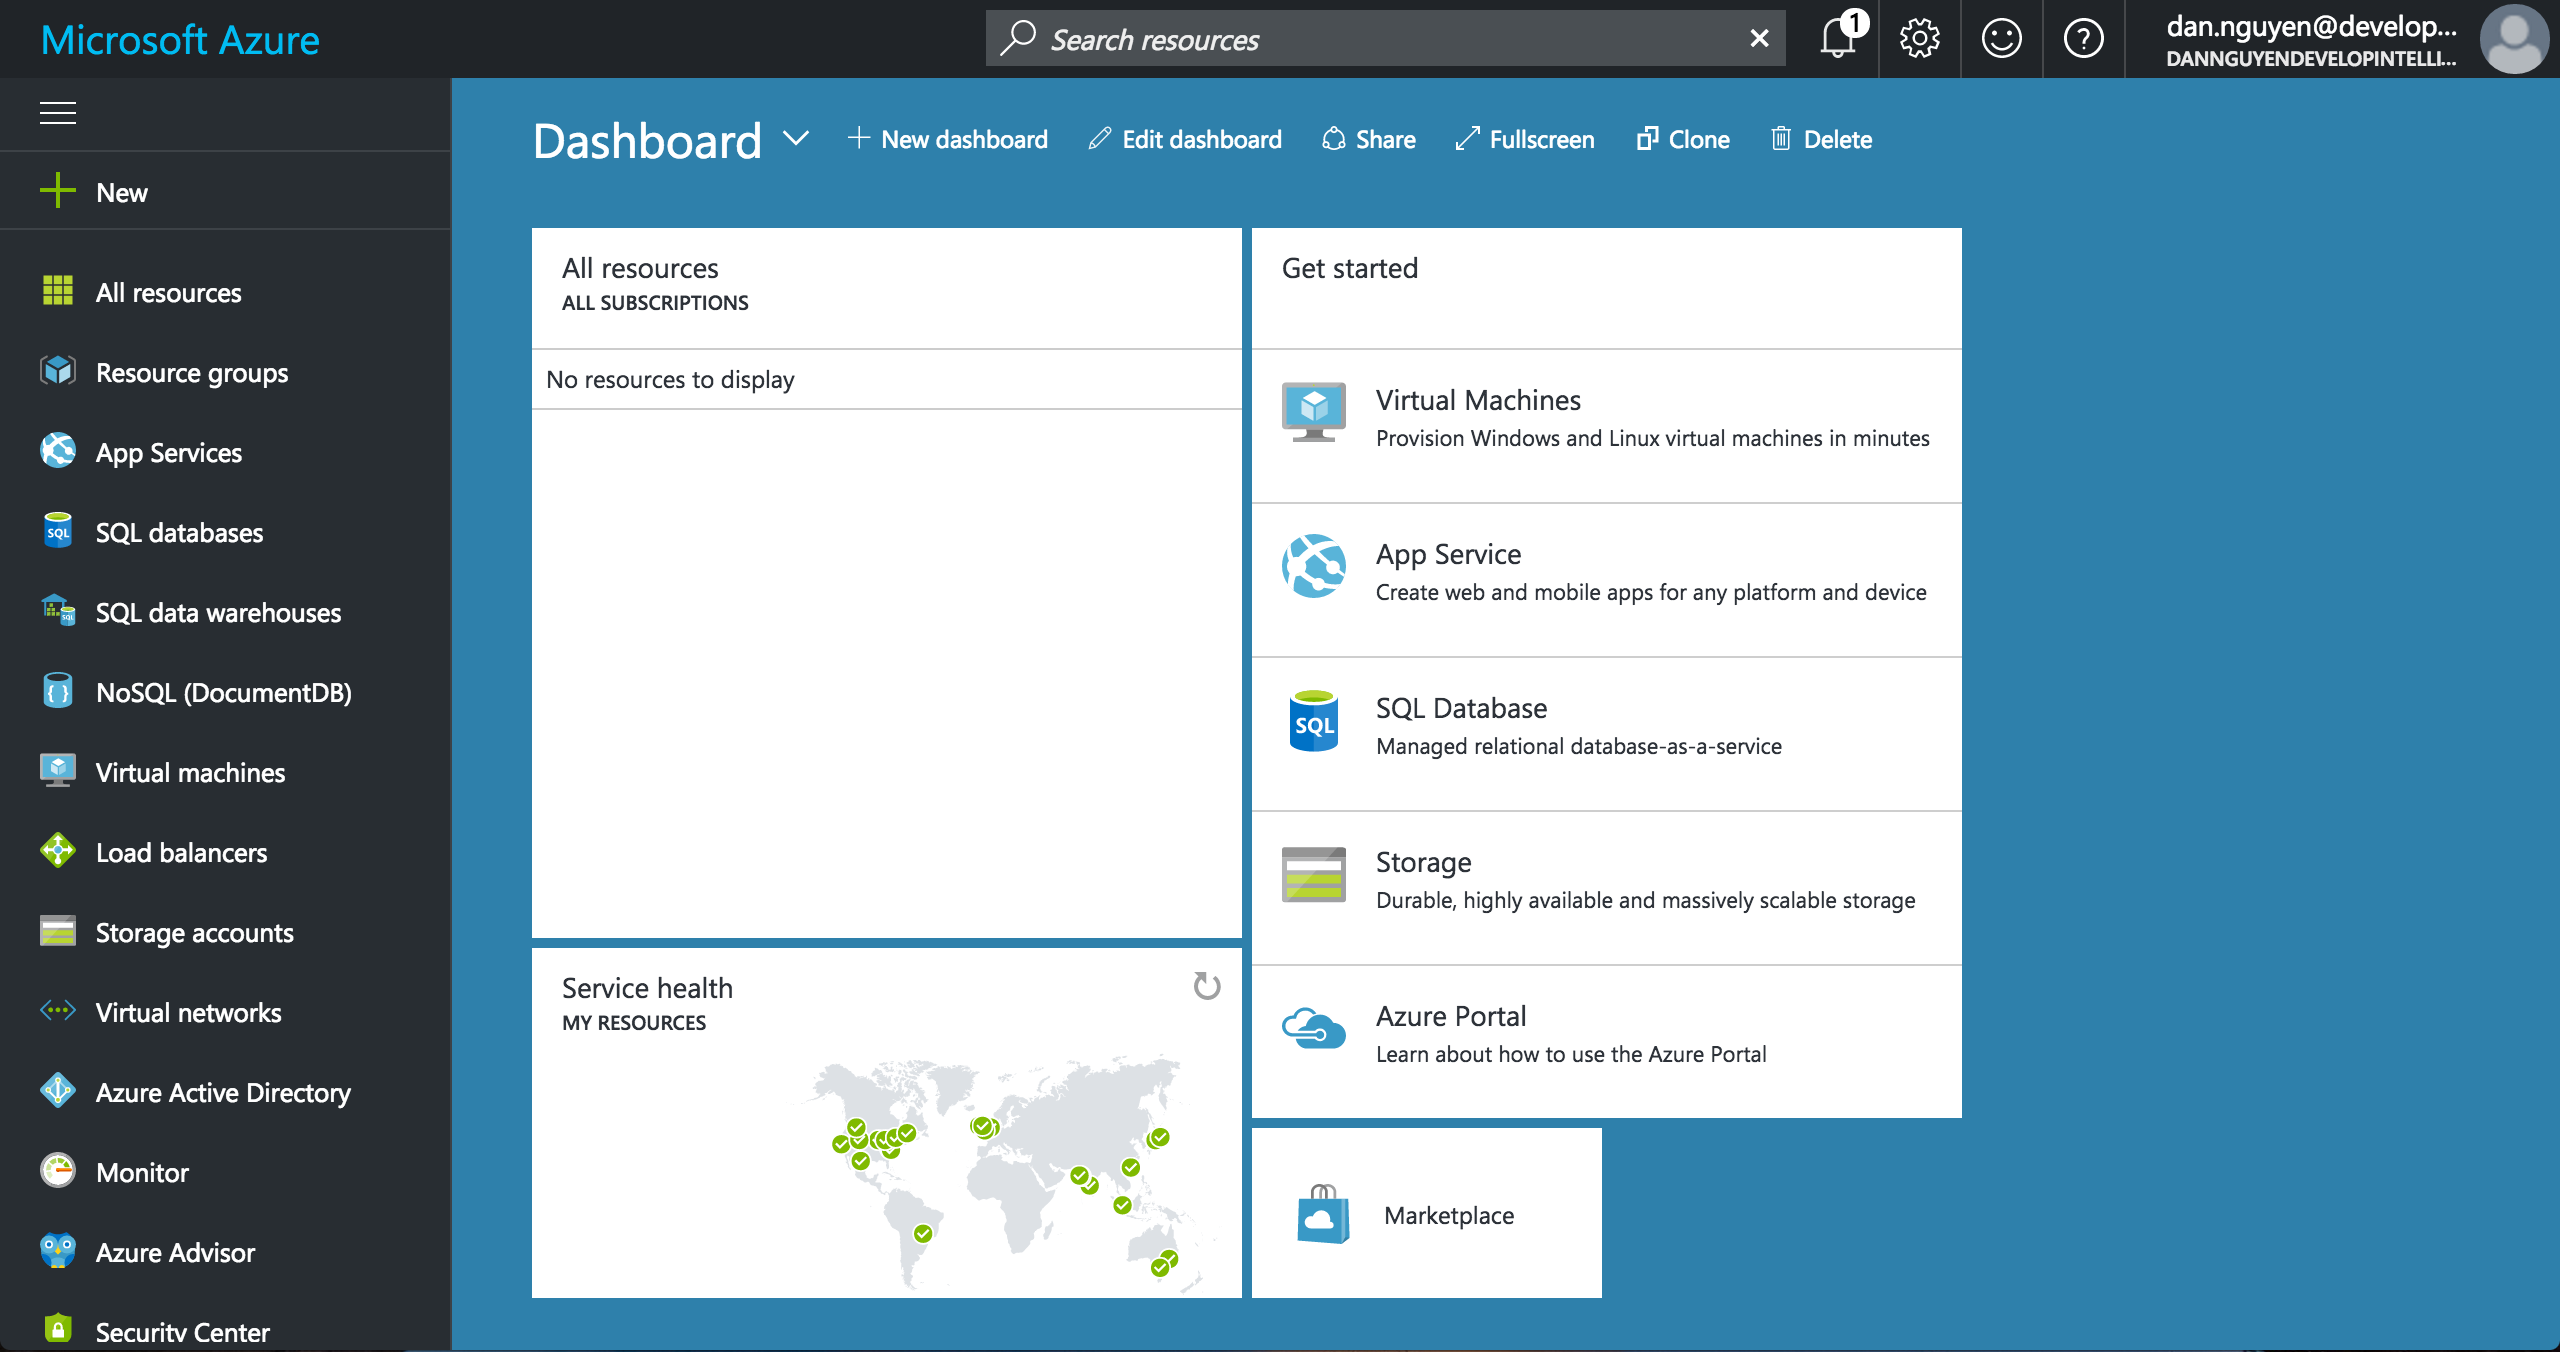 Microsoft Azure
Search resources
1
dan.nguyen@develop...
DANNGUYENDEVELOPINTELLI...
New
All resources
Resource groups
App Services
SQL
SQL databases
SQL
SQL data warehouses
NoSQL (DocumentDB)
Virtual machines
Load balancers
Storage accounts
Virtual networks
Azure Active Directory
Monitor
Azure Advisor
Security Center
Dashboard
New dashboard
Edit dashboard
Share
Fullscreen
Clone
Delete
All resources
ALL SUBSCRIPTIONS
No resources to display
Service health
MY RESOURCES
Get started
Virtual Machines
Provision Windows and Linux virtual machines in minutes
App Service
Create web and mobile apps for any platform and device
SQL
SQL Database
Managed relational database-as-a-service
Storage
Durable, highly available and massively scalable storage
Azure Portal
Learn about how to use the Azure Portal
Marketplace